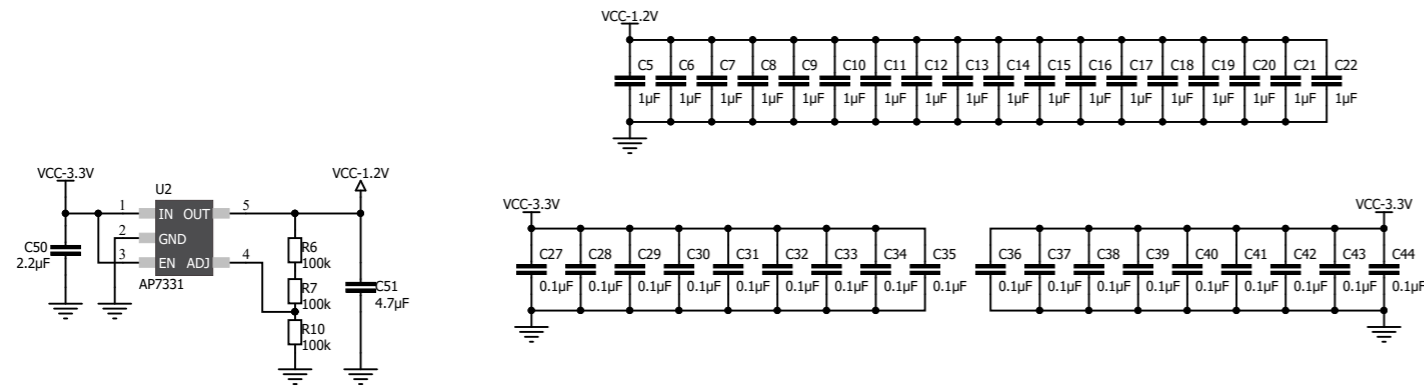 VCC-1.2V
C5 C6 C7 C8 C9 C10 C11 C12 C13 C14 C15 C16 C17 C18 C19 C20 C21 C22
1µF 1µF 1µF 1µF 1µF 1µF 1µF 1µF 1µF 1µF 1µF 1µF 1µF 1µF 1µF 1µF 1µF 1µF
VCC-3.3V
U2
VCC-1.2V
1 IN OUT 5
2 GND
3 EN ADJ 4
AP7331
C50
2.2µF
R6
100k
R7
100k
R10
100k
C51
4.7µF
VCC-3.3V
C27 C28 C29 C30 C31 C32 C33 C34 C35
0.1µF 0.1µF 0.1µF 0.1µF 0.1µF 0.1µF 0.1µF 0.1µF 0.1µF
VCC-3.3V
C36 C37 C38 C39 C40 C41 C42 C43 C44
0.1µF 0.1µF 0.1µF 0.1µF 0.1µF 0.1µF 0.1µF 0.1µF 0.1µF